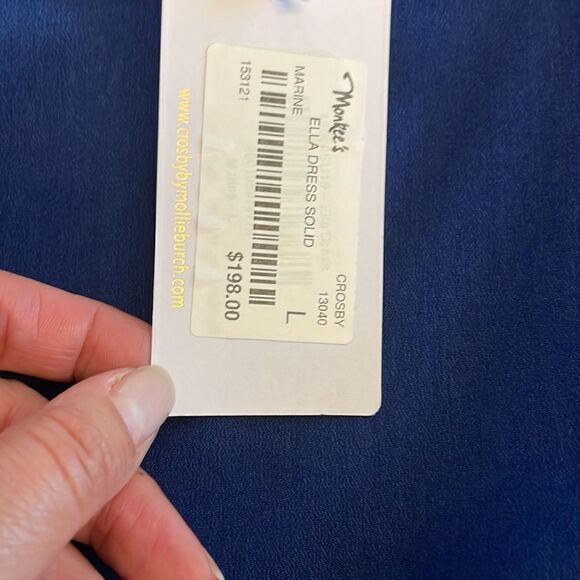 Monkee's
CROSBY
13040
ELLA DRESS SOLID
MARINE
L
153121
$198.00
www.crosbybymollieburch.com